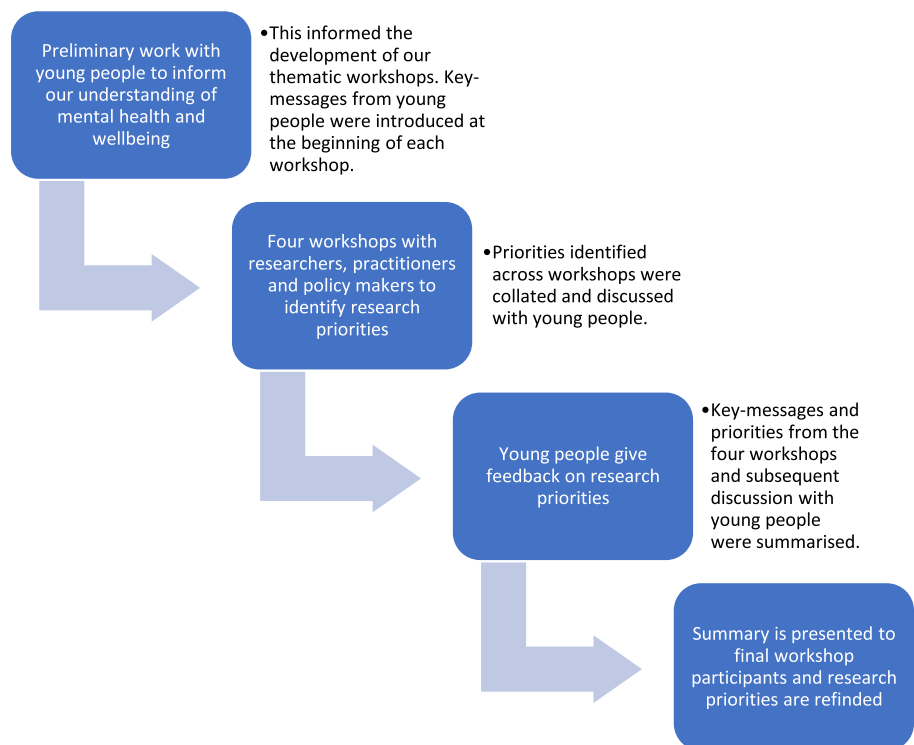 Preliminary work with
young people to inform
our understanding of
mental health and
wellbeing
•This informed the
development of our
thematic workshops. Key-
messages from young
people were introduced at
the beginning of each
workshop.
Four workshops with
researchers, practitioners
and policy makers to
identify research
priorities
•Priorities identified
across workshops were
collated and discussed
with young people.
Young people give
feedback on research
priorities
•Key-messages and
priorities from the
four workshops
and subsequent
discussion with
young people
were summarised.
Summary is presented to
final workshop
participants and research
priorities are refinded